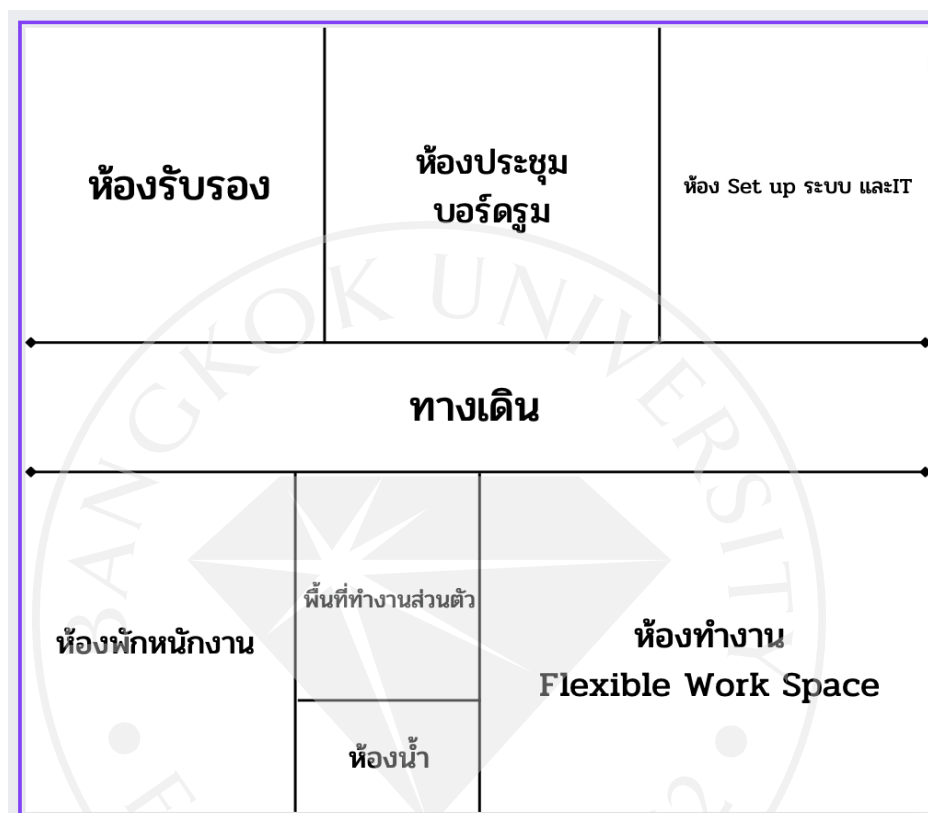 ห้องรับรอง
ห้องประชุม
บอร์ดรูม
ห้อง Set up ระบบ และIT
ทางเดิน
พื้นที่ทำงานส่วนตัว
ห้องพักหนักงาน
ห้องทำงาน
Flexible Work Space
ห้องน้ำ
BANGKOK UNIVERSITY